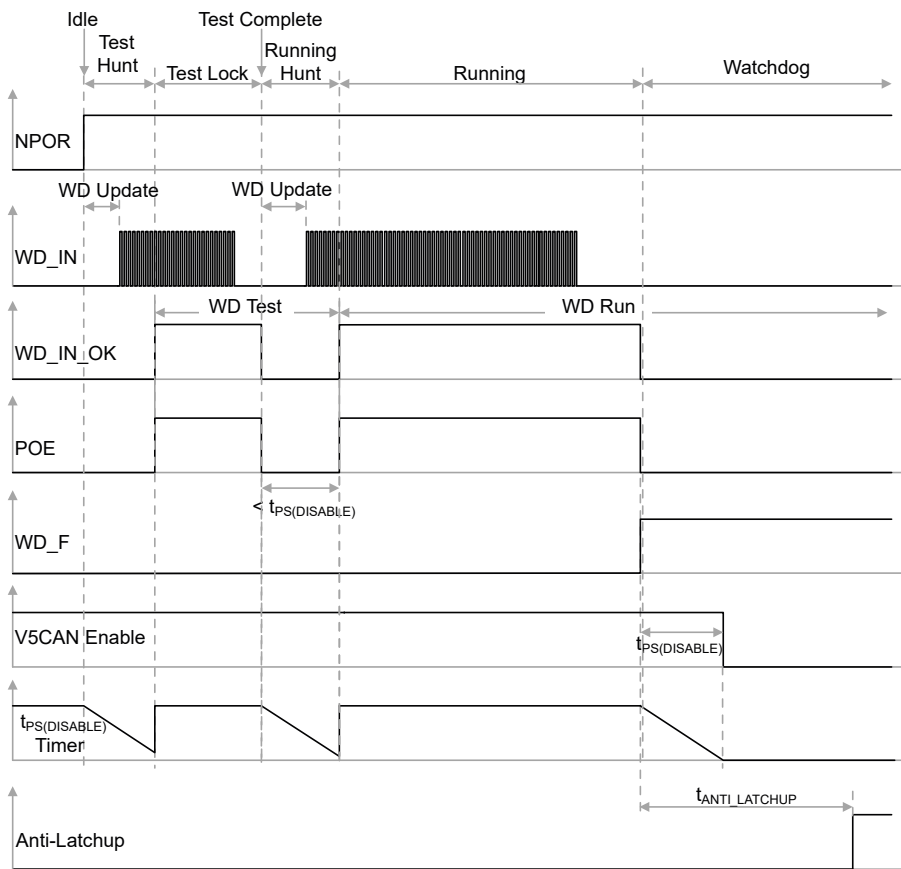 Idle
Test Complete
Test
Hunt
Test Lock
Running
Hunt
Running
Watchdog
NPOR
WD Update
WD Update
WD_IN
WD Test
WD Run
WD_IN_OK
POE
< tPS(DISABLE)
WD_F
V5CAN Enable
tPS(DISABLE)
tPS(DISABLE)
Timer
tANTI_LATCHUP
Anti-Latchup